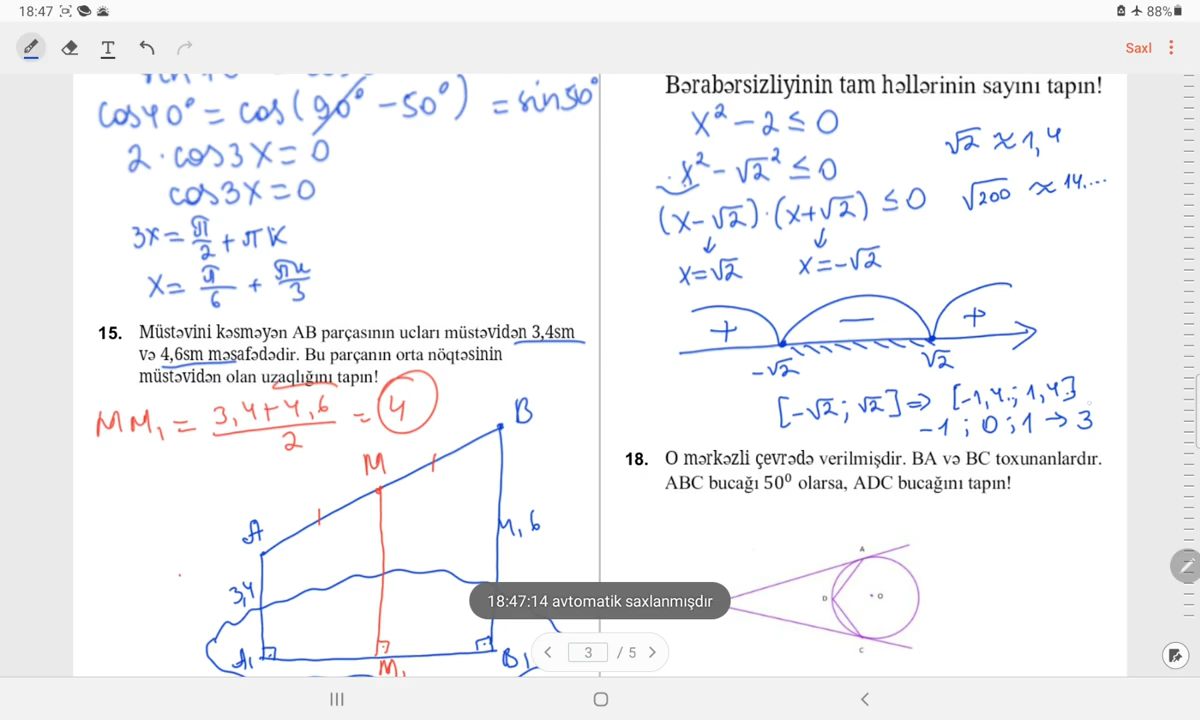 18:47
88%
T
Saxl
cos40° = cos(90° - 50°) = sin50°
2 · cos3x = 0
cos3x = 0
3x = π/2 + πk
x = π/6 + πk/3
15. Müstəvini kəsməyən AB parçasının ucları müstəvidən 3,4sm
və 4,6sm məsafədədir. Bu parçanın orta nöqtəsinin
müstəvidən olan uzaqlığını tapın!
MM₁ = (3,4+4,6)/2 = 4
B
M
A
4,6
3,4
A₁
M₁
B₁
Bərabərsizliyinin tam həllərinin sayını tapın!
x² - 2 ≤ 0
√2 ≈ 1,4
x² - √2² ≤ 0
√200 ≈ 14...
(x-√2)·(x+√2) ≤ 0
x=√2 x=-√2
+ − +
-√2 √2
[-√2; √2] ⇒ [-1,4.; 1,4.]
-1; 0; 1 → 3
18. O mərkəzli çevrədə verilmişdir. BA və BC toxunanlardır.
ABC bucağı 50⁰ olarsa, ADC bucağını tapın!
A
D
O
C
18:47:14 avtomatik saxlanmışdır
3 / 5